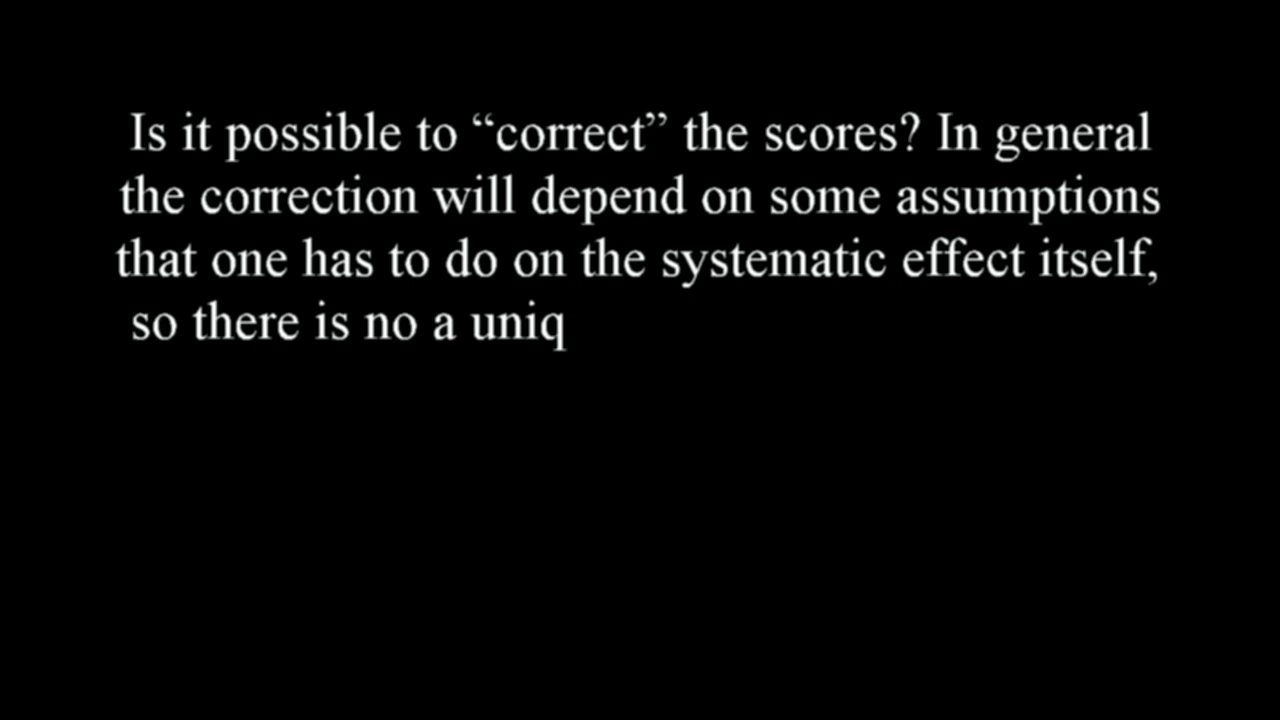 Is it possible to “correct” the scores? In general
the correction will depend on some assumptions
that one has to do on the systematic effect itself,
so there is no a uniq